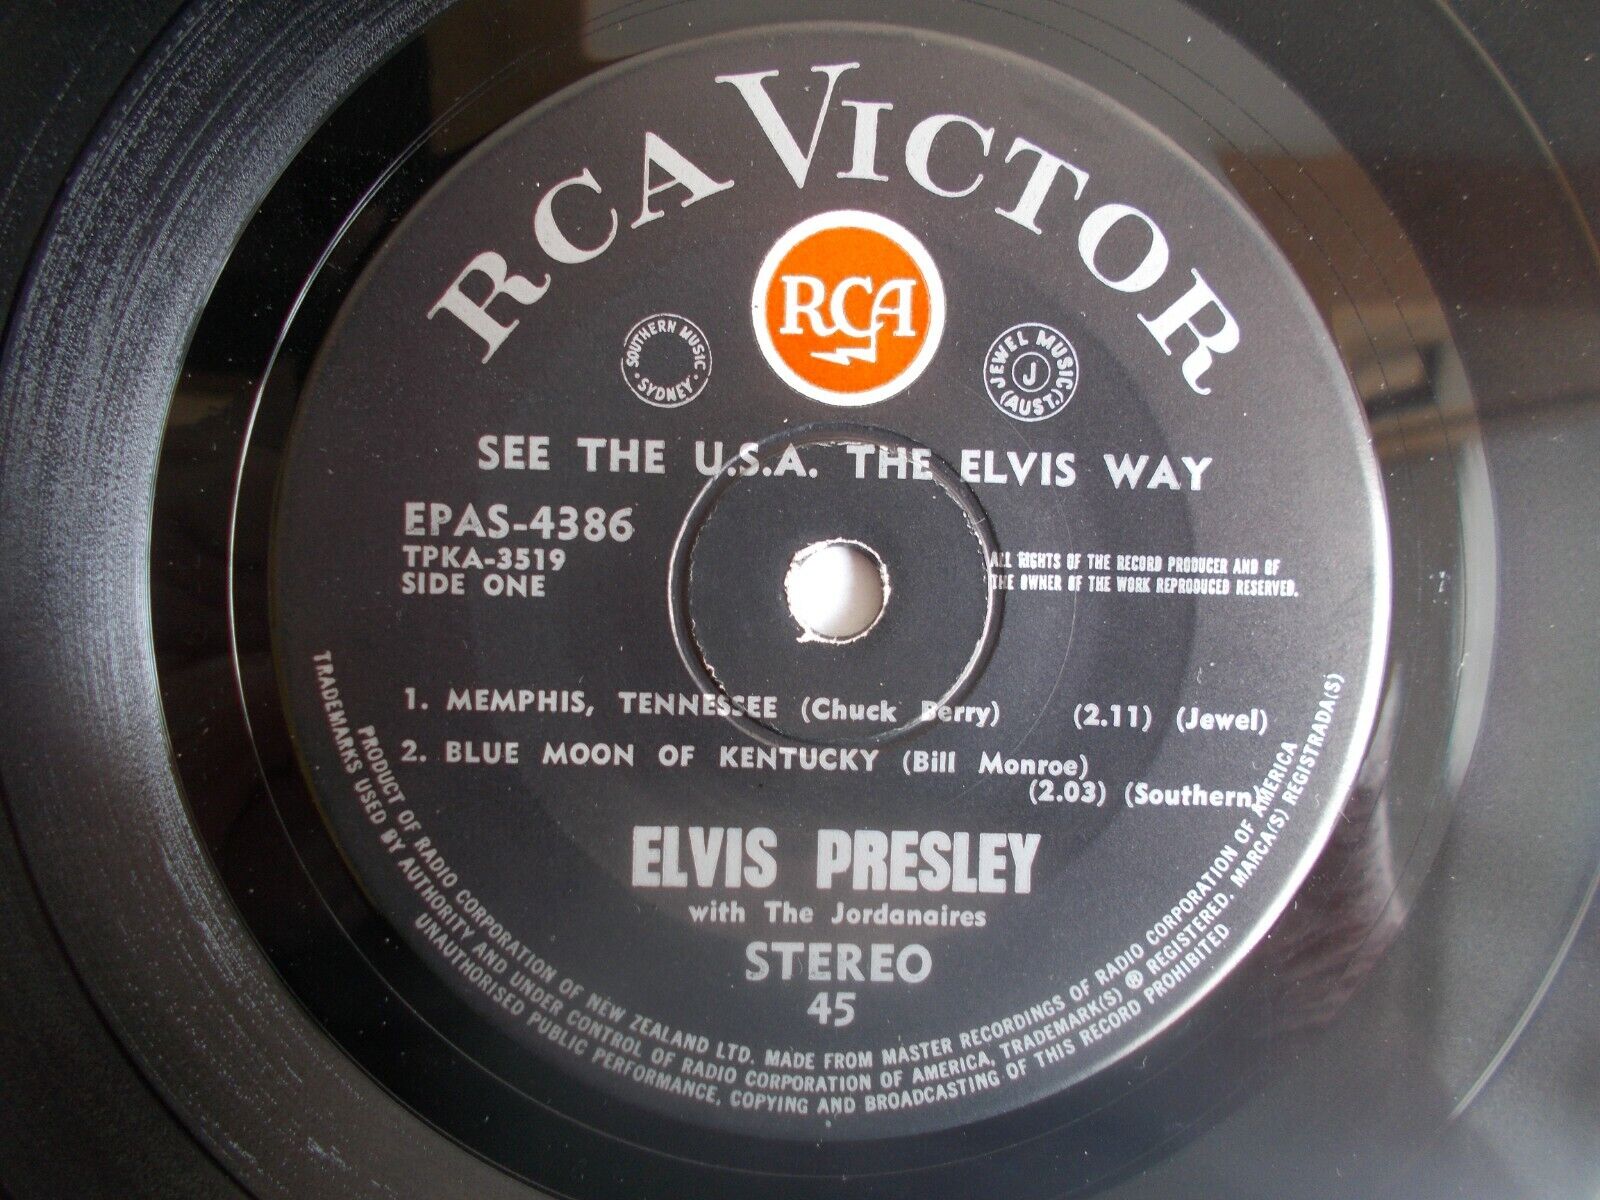 RCA VICTOR
RCA
SOUTHERN MUSIC
· SYDNEY ·
JEWEL MUSIC
J
(AUST.)
SEE THE U.S.A. THE ELVIS WAY
EPAS-4386
TPKA-3519
SIDE ONE
ALL RIGHTS OF THE RECORD PRODUCER AND OF
THE OWNER OF THE WORK REPRODUCED RESERVED.
1. MEMPHIS, TENNESSEE (Chuck Berry) (2.11) (Jewel)
2. BLUE MOON OF KENTUCKY (Bill Monroe)
(2.03) (Southern)
ELVIS PRESLEY
with The Jordanaires
STEREO
45
PRODUCT OF RADIO CORPORATION OF NEW ZEALAND LTD. MADE FROM MASTER RECORDINGS OF RADIO CORPORATION OF AMERICA
TRADEMARKS USED BY AUTHORITY AND UNDER CONTROL OF RADIO CORPORATION OF AMERICA, TRADEMARK(S) ® REGISTERED. MARCA(S) REGISTRADA(S)
UNAUTHORISED PUBLIC PERFORMANCE, COPYING AND BROADCASTING OF THIS RECORD PROHIBITED